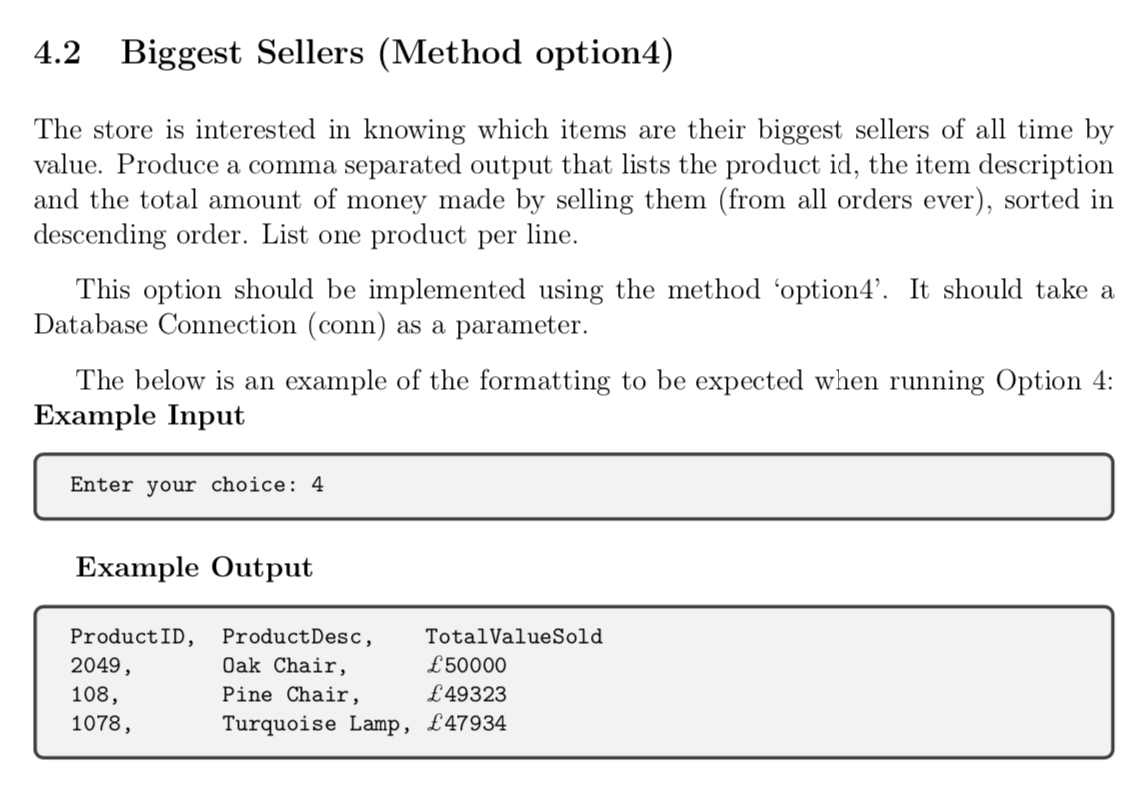 4.2 Biggest Sellers (Method option4)
The store is interested in knowing which items are their biggest sellers of all time by
value. Produce a comma separated output that lists the product id, the item description
and the total amount of money made by selling them (from all orders ever), sorted in
descending order. List one product per line.
This option should be implemented using the method ‘option4’. It should take a
Database Connection (conn) as a parameter.
The below is an example of the formatting to be expected when running Option 4:
Example Input
Enter your choice: 4
Example Output
ProductID, ProductDesc, TotalValueSold
2049, Oak Chair, £50000
108, Pine Chair, £49323
1078, Turquoise Lamp, £47934